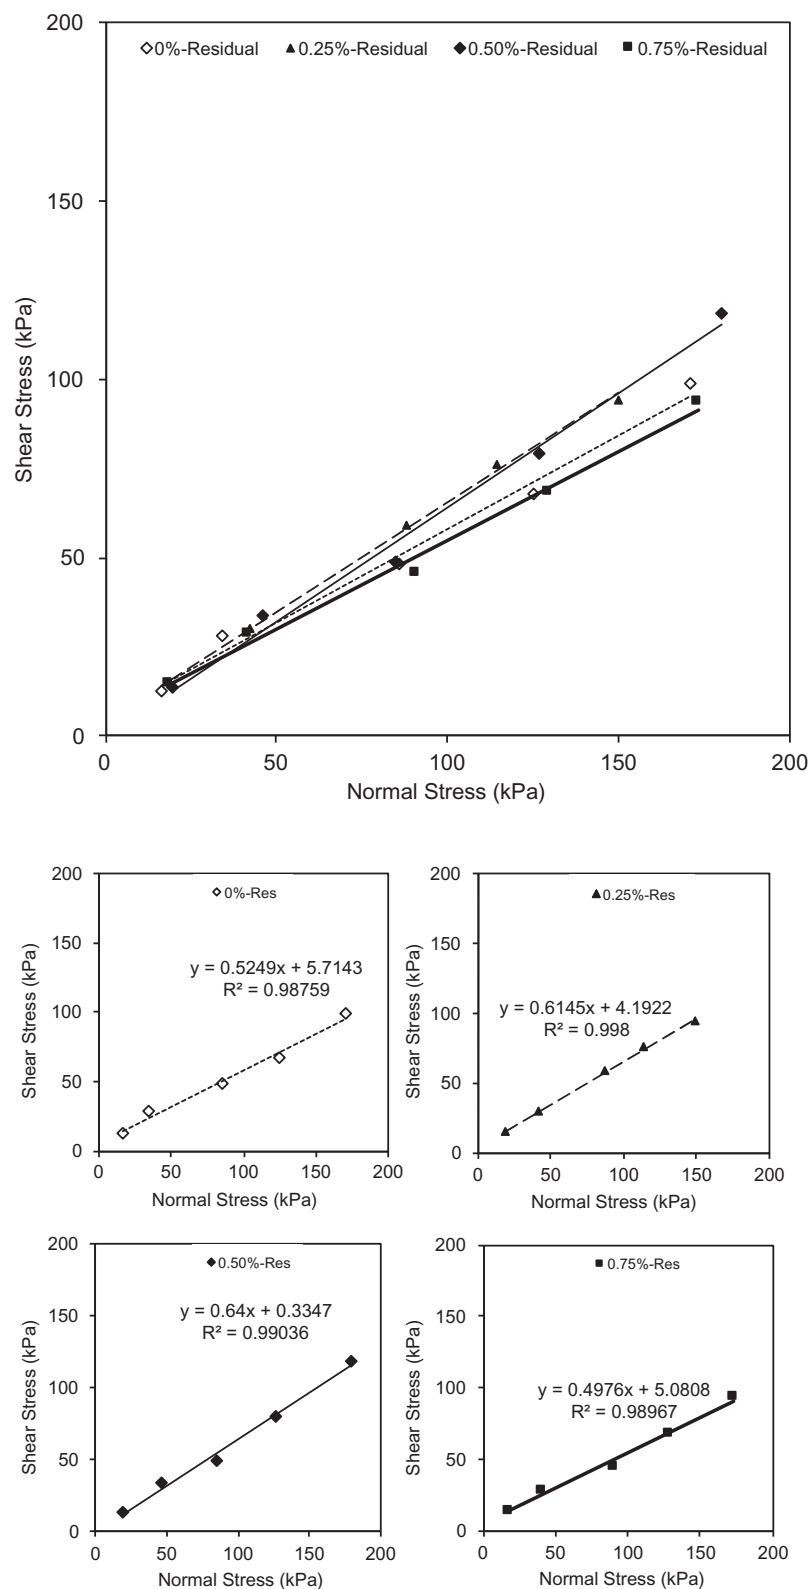 200
0%-Residual 0.25%-Residual 0.50%-Residual 0.75%-Residual
150
100
50
0
Shear Stress (kPa)
0 50 100 150 200
Normal Stress (kPa)
200
150
100
50
0
Shear Stress (kPa)
0%-Res
y = 0.5249x + 5.7143
R² = 0.98759
0 50 100 150 200
Normal Stress (kPa)
200
150
100
50
0
Shear Stress (kPa)
0.25%-Res
y = 0.6145x + 4.1922
R² = 0.998
0 50 100 150 200
Normal Stress (kPa)
200
150
100
50
0
Shear Stress (kPa)
0.50%-Res
y = 0.64x + 0.3347
R² = 0.99036
0 50 100 150 200
Normal Stress (kPa)
200
150
100
50
0
Shear Stress (kPa)
0.75%-Res
y = 0.4976x + 5.0808
R² = 0.98967
0 50 100 150 200
Normal Stress (kPa)